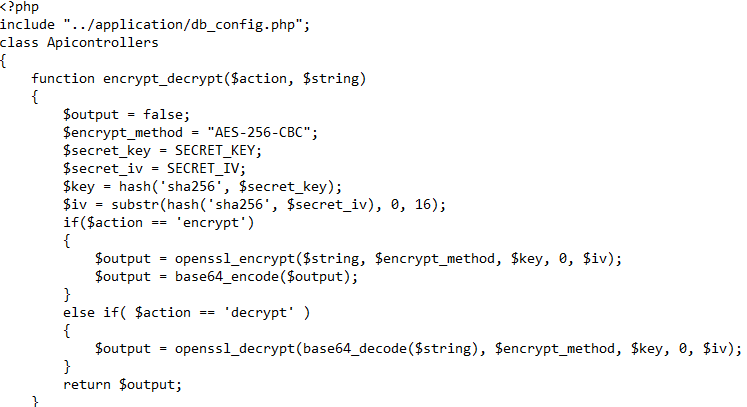 <?php
include "../application/db_config.php";
class Apicontrollers
{
    function encrypt_decrypt($action, $string)
    {
        $output = false;
        $encrypt_method = "AES-256-CBC";
        $secret_key = SECRET_KEY;
        $secret_iv = SECRET_IV;
        $key = hash('sha256', $secret_key);
        $iv = substr(hash('sha256', $secret_iv), 0, 16);
        if($action == 'encrypt')
        {
            $output = openssl_encrypt($string, $encrypt_method, $key, 0, $iv);
            $output = base64_encode($output);
        }
        else if( $action == 'decrypt' )
        {
            $output = openssl_decrypt(base64_decode($string), $encrypt_method, $key, 0, $iv);
        }
        return $output;
    }